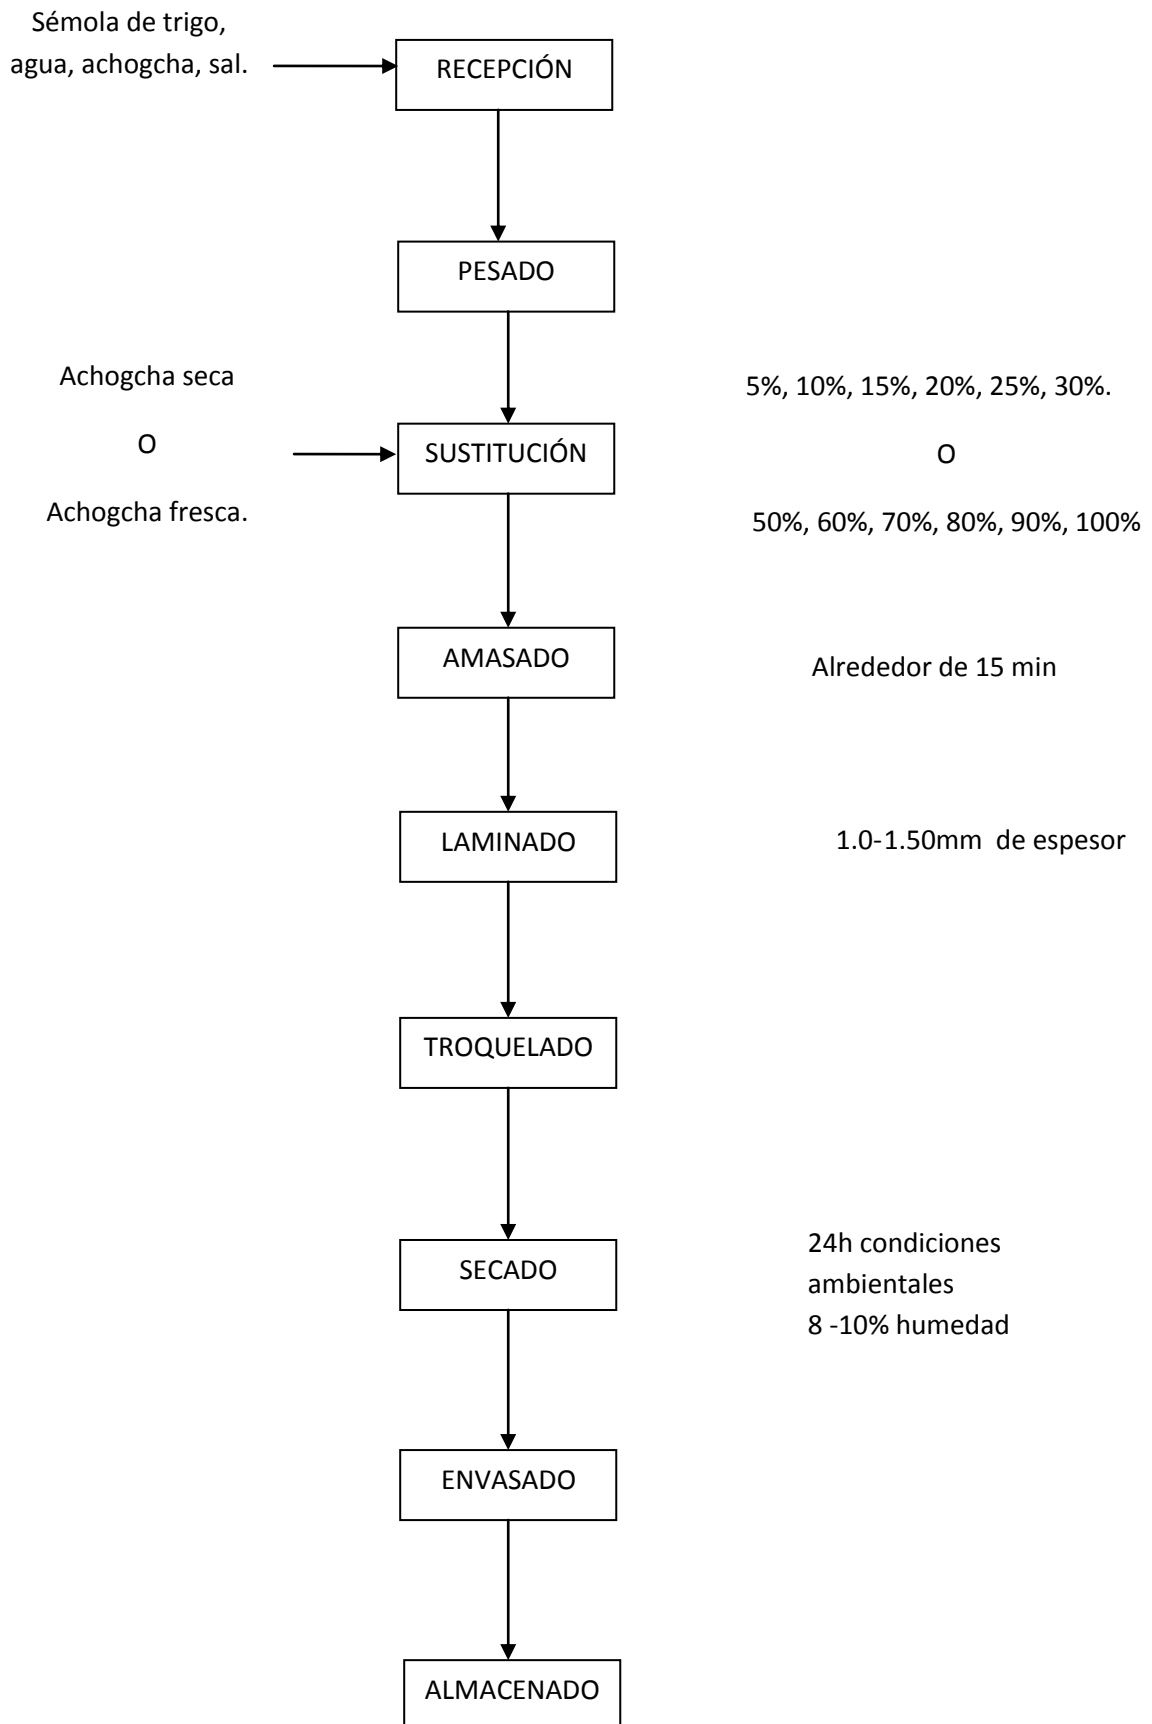 Sémola de trigo,
agua, achogcha, sal.
RECEPCIÓN
PESADO
Achogcha seca
O
Achogcha fresca.
SUSTITUCIÓN
5%, 10%, 15%, 20%, 25%, 30%.
O
50%, 60%, 70%, 80%, 90%, 100%
AMASADO
Alrededor de 15 min
LAMINADO
1.0-1.50mm  de espesor
TROQUELADO
SECADO
24h condiciones
ambientales
8 -10% humedad
ENVASADO
ALMACENADO